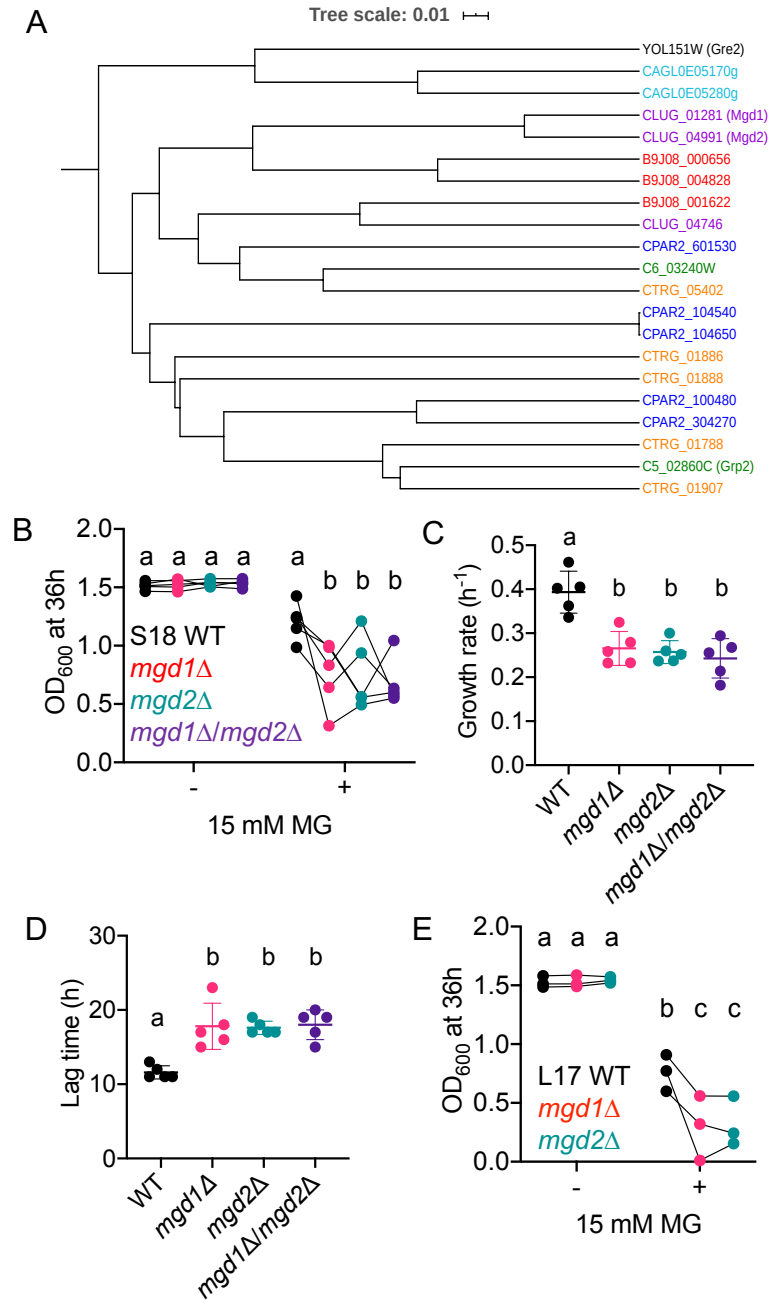 A
Tree scale: 0.01
YOL151W (Gre2)
CAGL0E05170g
CAGL0E05280g
CLUG_01281 (Mgd1)
CLUG_04991 (Mgd2)
B9J08_000656
B9J08_004828
B9J08_001622
CLUG_04746
CPAR2_601530
C6_03240W
CTRG_05402
CPAR2_104540
CPAR2_104650
CTRG_01886
CTRG_01888
CPAR2_100480
CPAR2_304270
CTRG_01788
C5_02860C (Grp2)
CTRG_01907
B
OD600 at 36h
2.0
1.5
1.0
0.5
0.0
a a a a
a b b b
S18 WT
mgd1Δ
mgd2Δ
mgd1Δ/mgd2Δ
- +
15 mM MG
C
Growth rate (h⁻¹)
0.5
0.4
0.3
0.2
0.1
0.0
a b b b
WT
mgd1Δ
mgd2Δ
mgd1Δ/mgd2Δ
D
Lag time (h)
30
20
10
0
a b b b
WT
mgd1Δ
mgd2Δ
mgd1Δ/mgd2Δ
E
OD600 at 36h
2.0
1.5
1.0
0.5
0.0
a a a
b c c
L17 WT
mgd1Δ
mgd2Δ
- +
15 mM MG